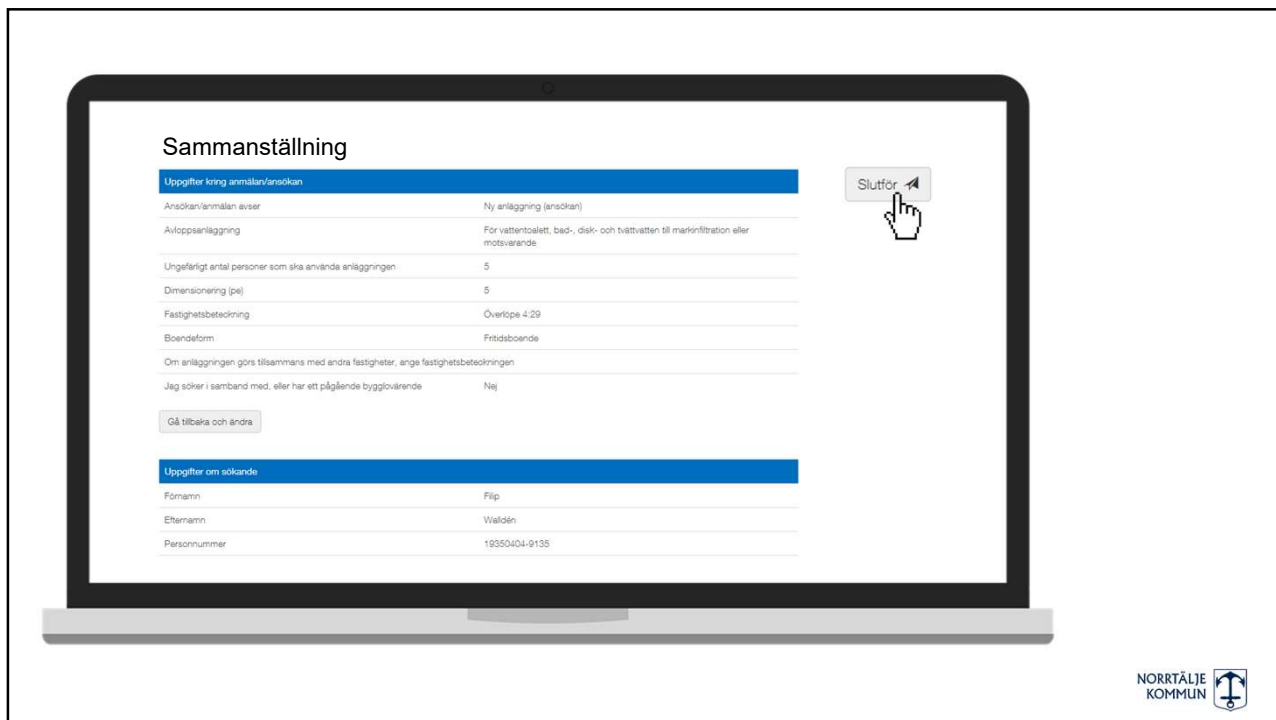 Sammanställning
Uppgifter kring anmälan/ansökan
Slutför
Ansökan/anmälan avser Ny anläggning (ansökan)
Avloppsanläggning För vattentoalett, bad-, disk- och tvättvatten till markinfiltration eller
motsvarande
Ungefärligt antal personer som ska använda anläggningen 5
Dimensionering (pe) 5
Fastighetsbeteckning Överlöpe 4:29
Boendeform Fritidsboende
Om anläggningen görs tillsammans med andra fastigheter, ange fastighetsbeteckningen
Jag söker i samband med, eller har ett pågående bygglovärende Nej
Gå tillbaka och ändra
Uppgifter om sökande
Förnamn Filip
Efternamn Walldén
Personnummer 19350404-9135
NORRTÄLJE
KOMMUN